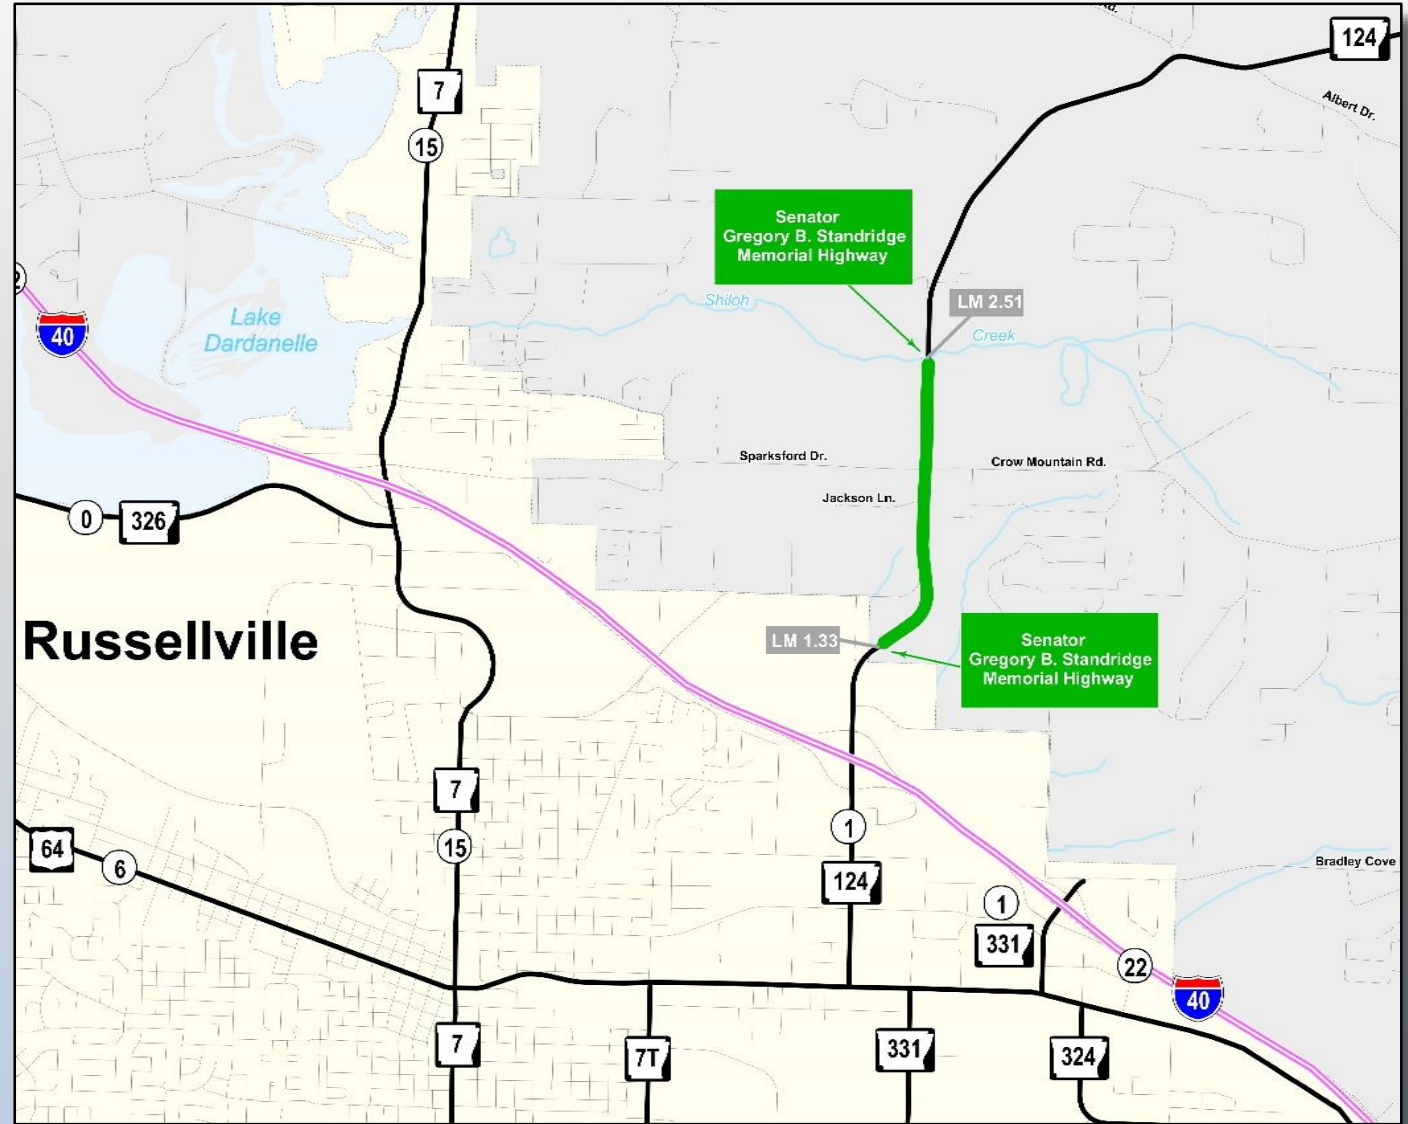 Rd.
124
7
Albert Dr.
15
Senator
Gregory B. Standridge
Memorial Highway
LM 2.51
Shiloh
Creek
Lake
Dardanelle
40
Sparksford Dr.
Crow Mountain Rd.
Jackson Ln.
0
326
Russellville
LM 1.33
Senator
Gregory B. Standridge
Memorial Highway
7
15
1
64
6
124
Bradley Cove
1
331
22
40
7
7T
331
324